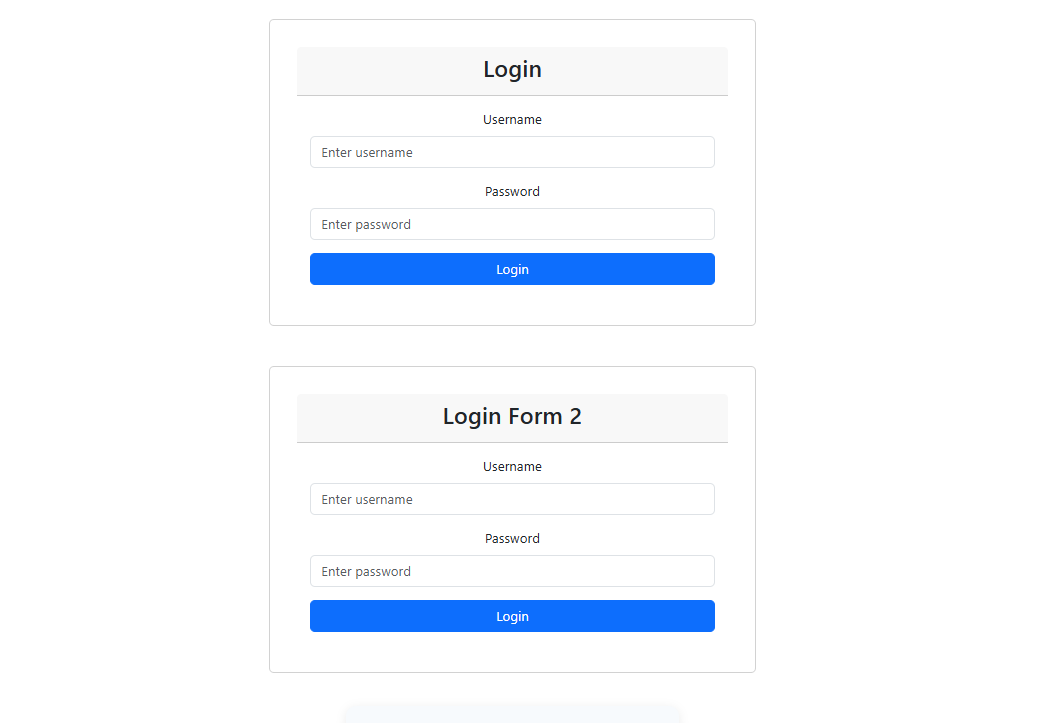 Login
Username
Enter username
Password
Enter password
Login
Login Form 2
Username
Enter username
Password
Enter password
Login